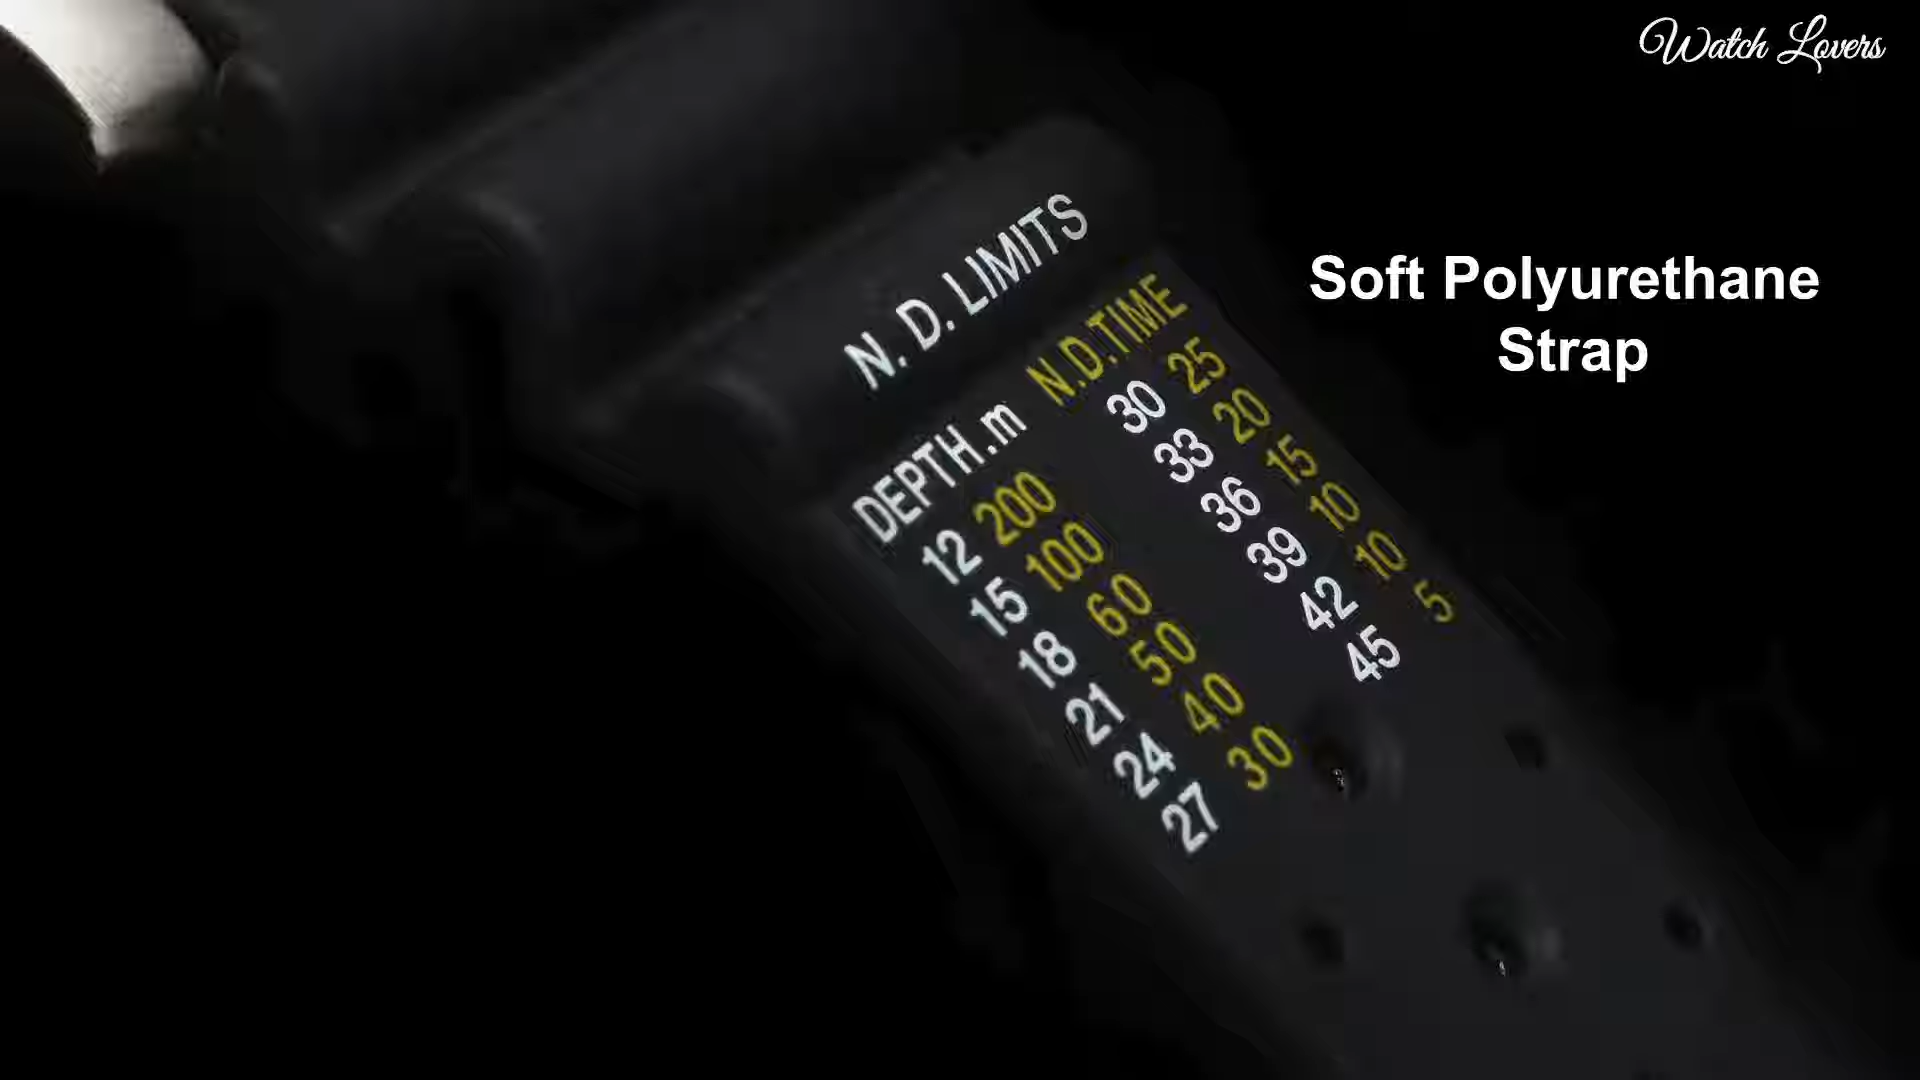 Watch Lovers
Soft Polyurethane
Strap
N. D. LIMITS
DEPTH.m N.D.TIME
12 200 30 25
15 100 33 20
18 60 36 15
21 50 39 10
24 40 42 10
27 30 45 5